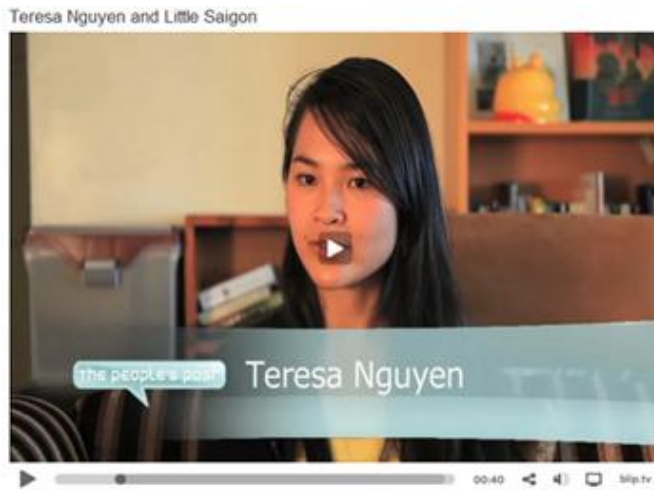 Teresa Nguyen and Little Saigon
the people's post
Teresa Nguyen
00:40
blip.tv